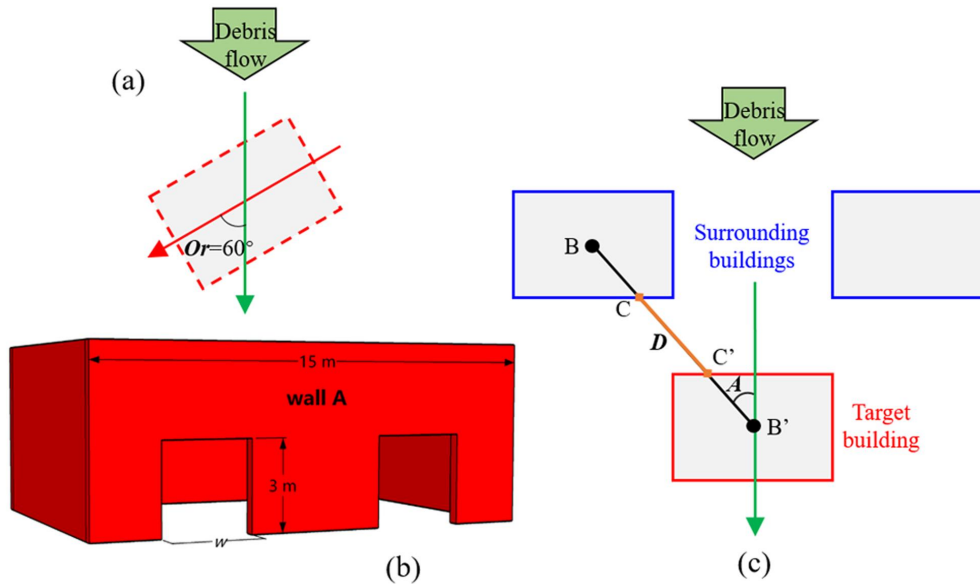 Debris
flow
(a)
Or=60°
15 m
wall A
3 m
w
(b)
Debris
flow
B
Surrounding
buildings
C
D
C’
A
B’
Target
building
(c)